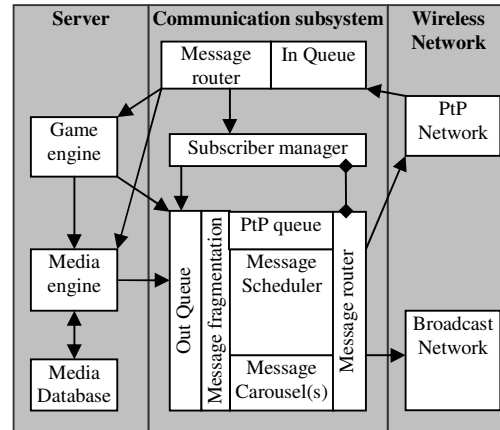 Server
Communication subsystem
Wireless
Network
Message
router
In Queue
Game
engine
Subscriber manager
PtP
Network
Media
engine
Out Queue
Message fragmentation
PtP queue
Message
Scheduler
Message
Carousel(s)
Message router
Broadcast
Network
Media
Database